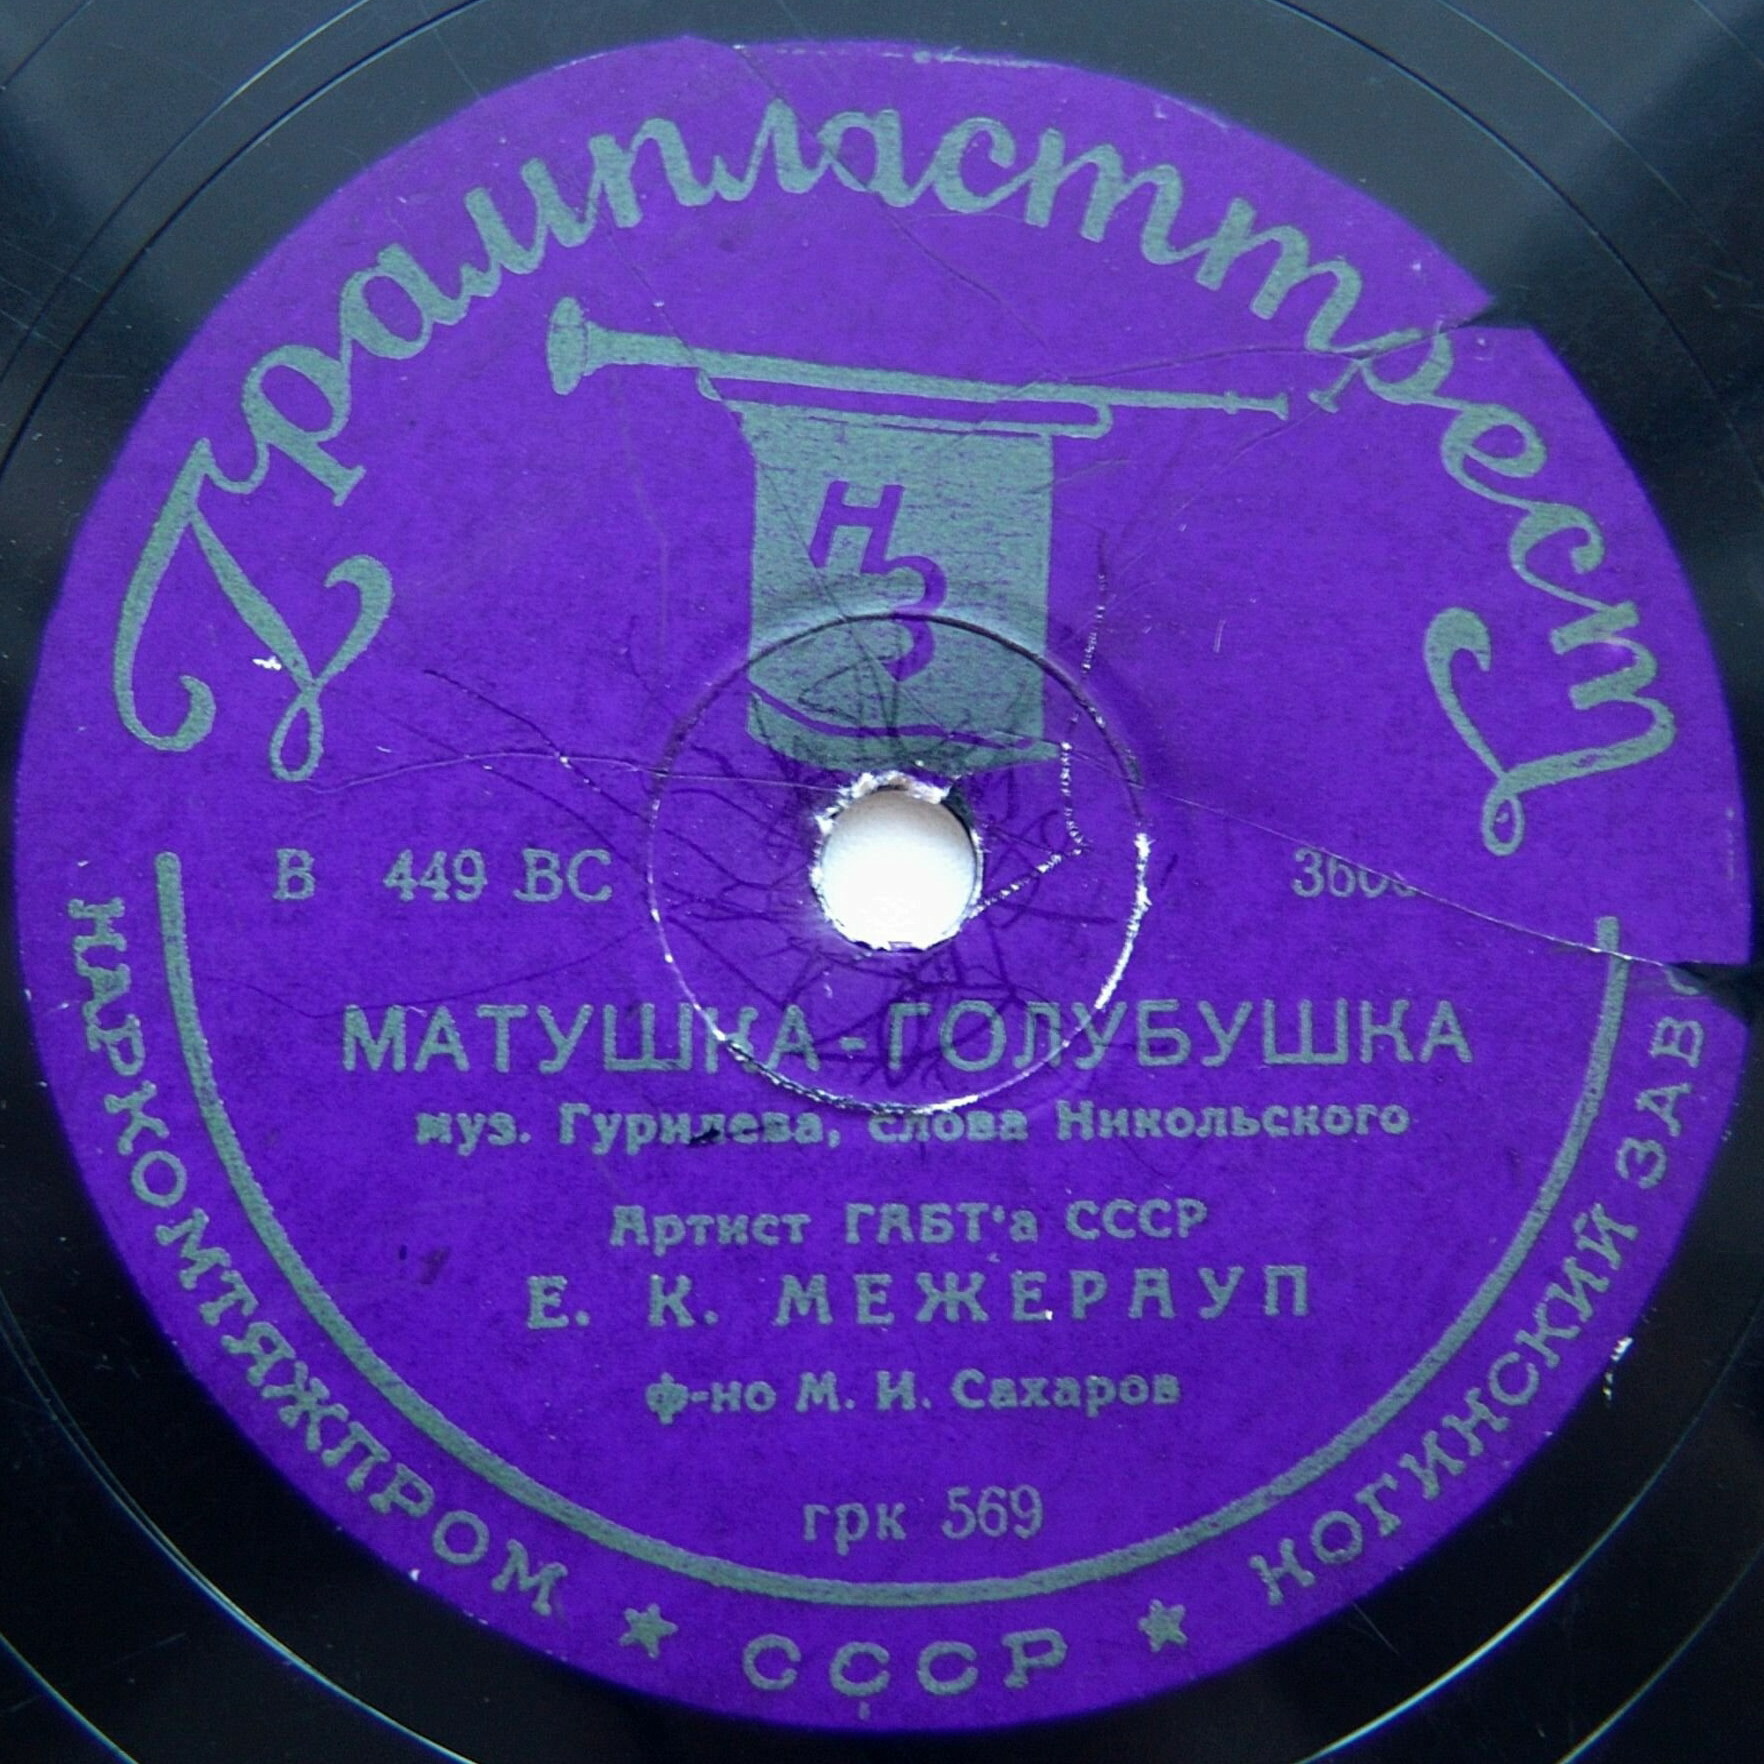 Грампласттрест
НЗ
В 449 ВС
МАТУШКА-ГОЛУБУШКА
муз. Гурилева, слова Никольского
Артист ГАБТ'а СССР
Е. К. МЕЖЕРАУП
ф-но М. И. Сахаров
грк 569
НАРКОМТЯЖПРОМ ★ СССР ★ НОГИНСКИЙ